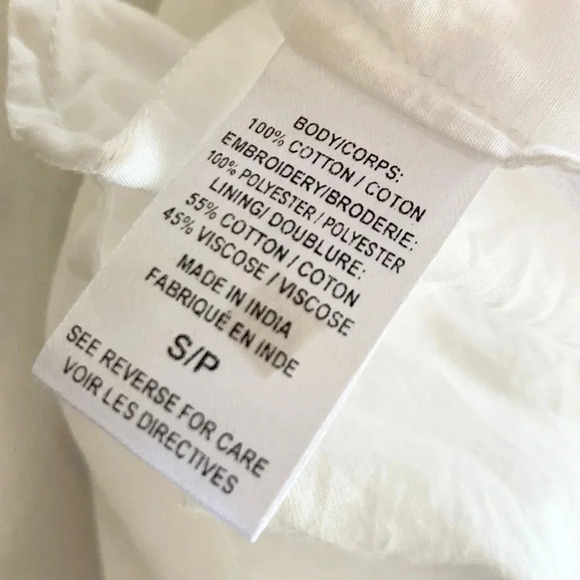 BODY/CORPS:
100% COTTON / COTON
EMBROIDERY/BRODERIE:
100% POLYESTER / POLYESTER
LINING/ DOUBLURE:
55% COTTON / COTON
45% VISCOSE / VISCOSE
MADE IN INDIA
FABRIQUÉ EN INDE
S/P
SEE REVERSE FOR CARE
VOIR LES DIRECTIVES